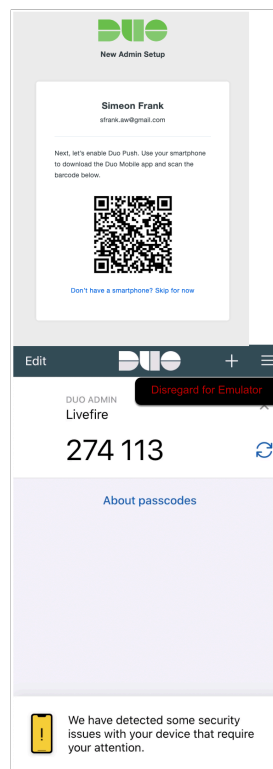 DUO
New Admin Setup
Simeon Frank
sfrank.aw@gmail.com
Next, let's enable Duo Push. Use your smartphone
to download the Duo Mobile app and scan the
barcode below.
Don't have a smartphone? Skip for now
Edit
DUO
+
Disregard for Emulator
DUO ADMIN
Livefire
274 113
About passcodes
We have detected some security
issues with your device that require
your attention.